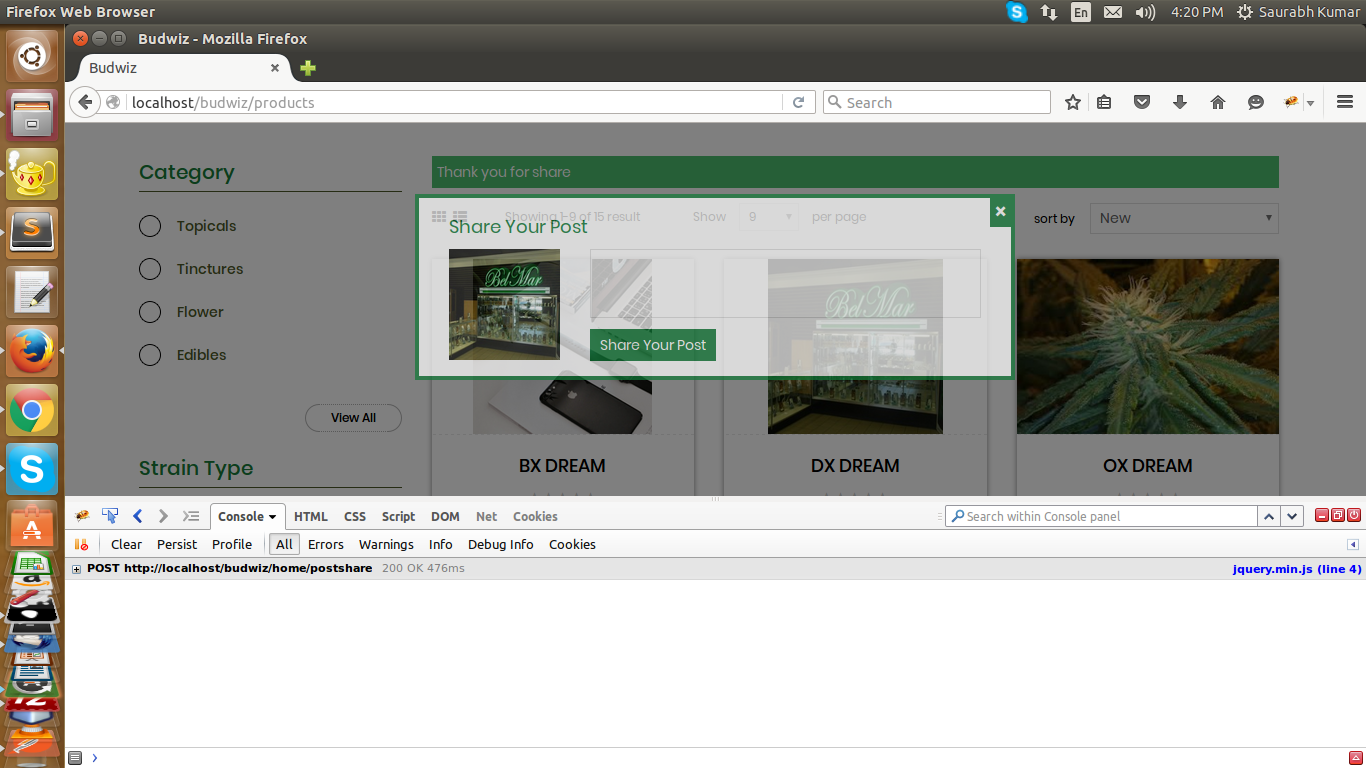 Firefox Web Browser
En
4:20 PM
Saurabh Kumar
Budwiz - Mozilla Firefox
Budwiz
localhost/budwiz/products
Search
Category
Topicals
Tinctures
Flower
Edibles
View All
Strain Type
Thank you for share
Showing 1-9 of 15 result
Show
9
per page
sort by
New
Share Your Post
Bel Mar
Share Your Post
Bel Mar
BX DREAM
DX DREAM
OX DREAM
Console
HTML
CSS
Script
DOM
Net
Cookies
Search within Console panel
Clear
Persist
Profile
All
Errors
Warnings
Info
Debug Info
Cookies
POST http://localhost/budwiz/home/postshare
200 OK 476ms
jquery.min.js (line 4)